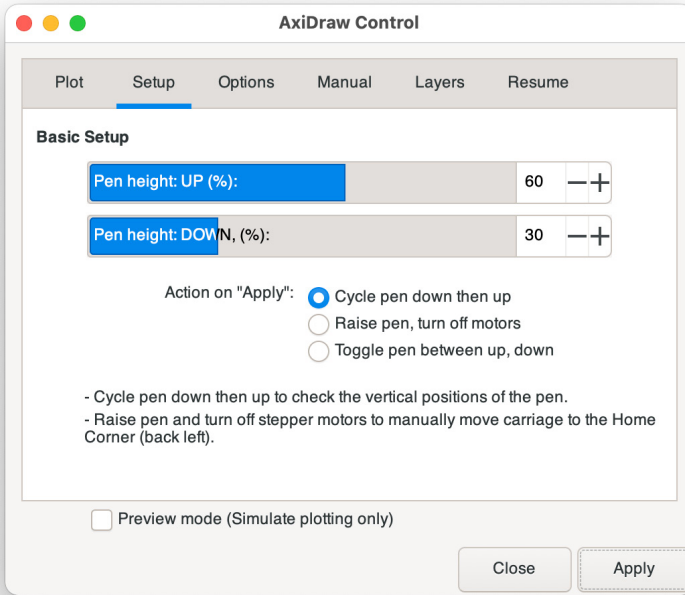 AxiDraw Control
Plot Setup Options Manual Layers Resume
Basic Setup
Pen height: UP (%): 60
Pen height: DOWN, (%): 30
Action on "Apply": Cycle pen down then up
Raise pen, turn off motors
Toggle pen between up, down
- Cycle pen down then up to check the vertical positions of the pen.
- Raise pen and turn off stepper motors to manually move carriage to the Home
Corner (back left).
Preview mode (Simulate plotting only)
Close Apply